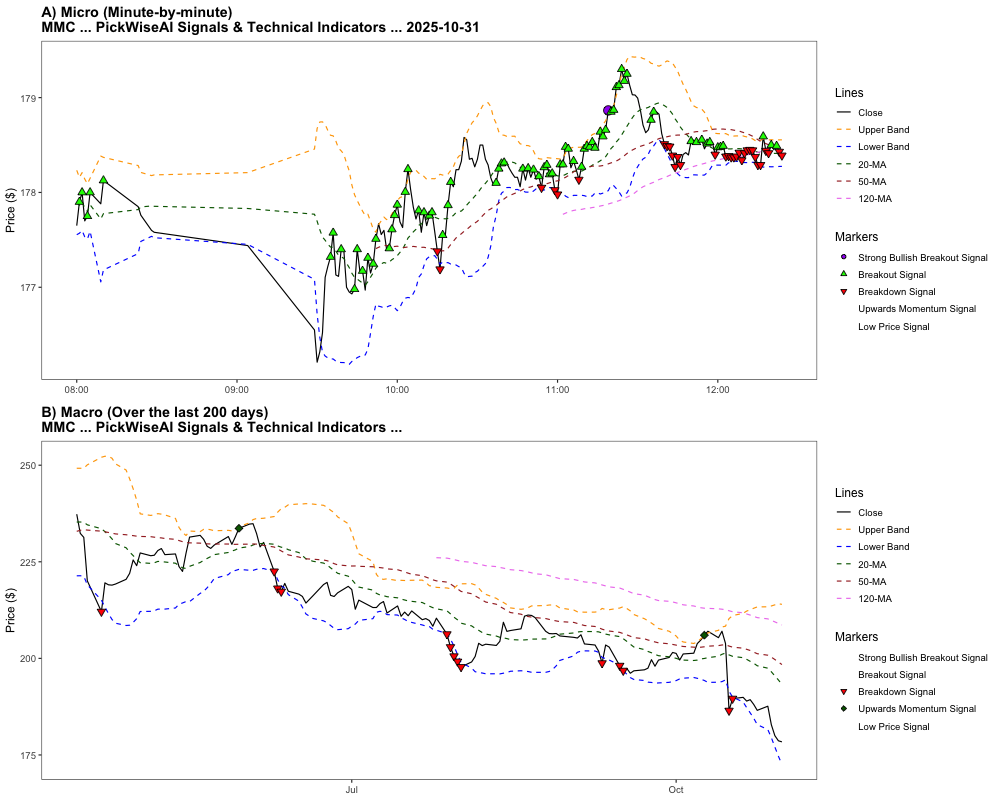 A) Micro (Minute-by-minute)
MMC ... PickWiseAI Signals & Technical Indicators ... 2025-10-31
Price ($)
179
178
177
08:00
09:00
10:00
11:00
12:00
Lines
Close
Upper Band
Lower Band
20-MA
50-MA
120-MA
Markers
Strong Bullish Breakout Signal
Breakout Signal
Breakdown Signal
Upwards Momentum Signal
Low Price Signal
B) Macro (Over the last 200 days)
MMC ... PickWiseAI Signals & Technical Indicators ...
Price ($)
250
225
200
175
Jul
Oct
Lines
Close
Upper Band
Lower Band
20-MA
50-MA
120-MA
Markers
Strong Bullish Breakout Signal
Breakout Signal
Breakdown Signal
Upwards Momentum Signal
Low Price Signal